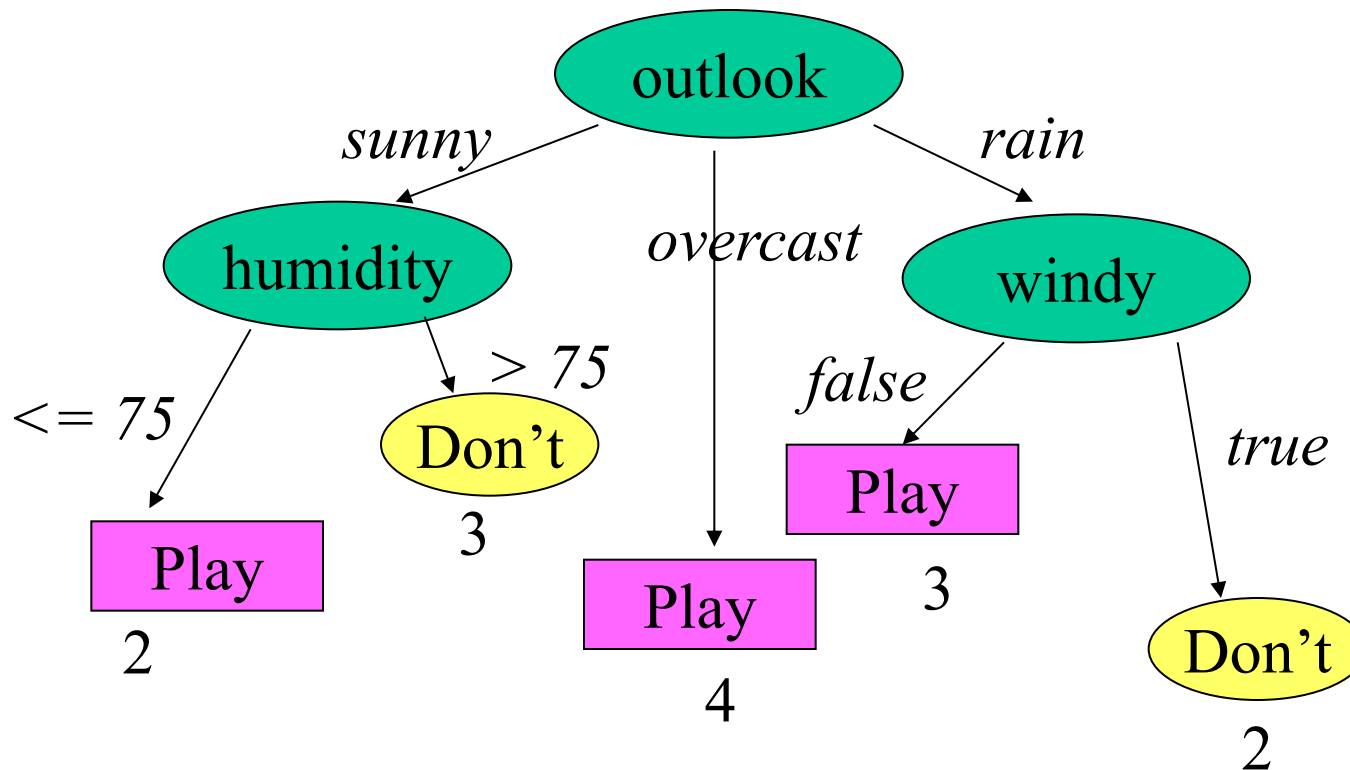 outlook
sunny
rain
overcast
humidity
windy
<= 75
> 75
false
true
Don’t
3
Play
2
Play
4
Play
3
Don’t
2